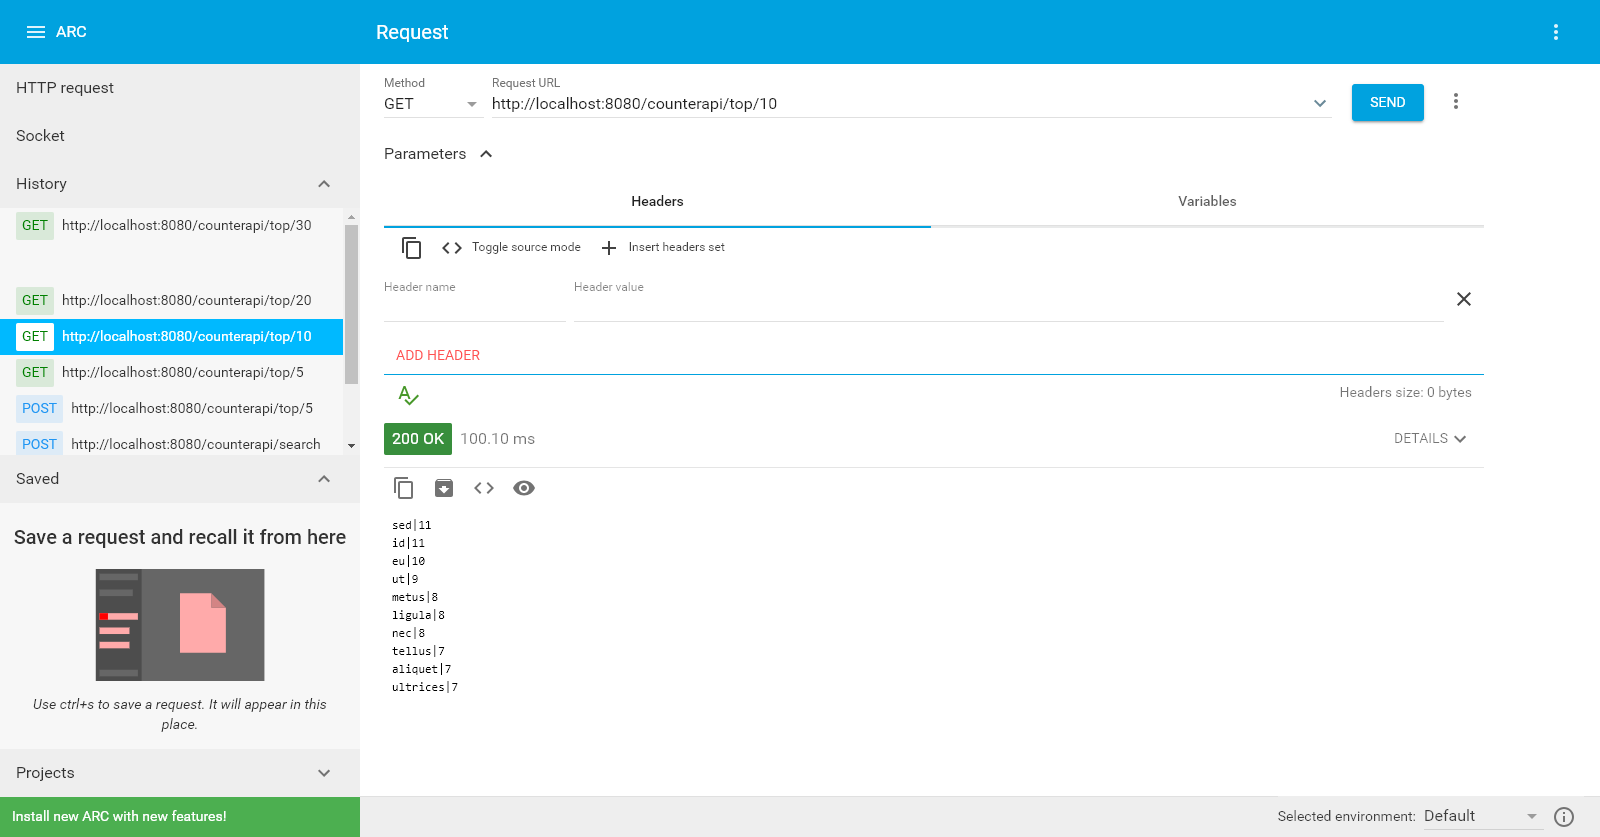 ARC
Request
HTTP request
Socket
History
GET http://localhost:8080/counterapi/top/30
GET http://localhost:8080/counterapi/top/20
GET http://localhost:8080/counterapi/top/10
GET http://localhost:8080/counterapi/top/5
POST http://localhost:8080/counterapi/top/5
POST http://localhost:8080/counterapi/search
Saved
Save a request and recall it from here
Use ctrl+s to save a request. It will appear in this
place.
Projects
Install new ARC with new features!
Method
GET
Request URL
http://localhost:8080/counterapi/top/10
SEND
Parameters
Headers
Variables
Toggle source mode
Insert headers set
Header name
Header value
ADD HEADER
Headers size: 0 bytes
200 OK 100.10 ms
DETAILS
sed|11
id|11
eu|10
ut|9
metus|8
ligula|8
nec|8
tellus|7
aliquet|7
ultrices|7
Selected environment: Default